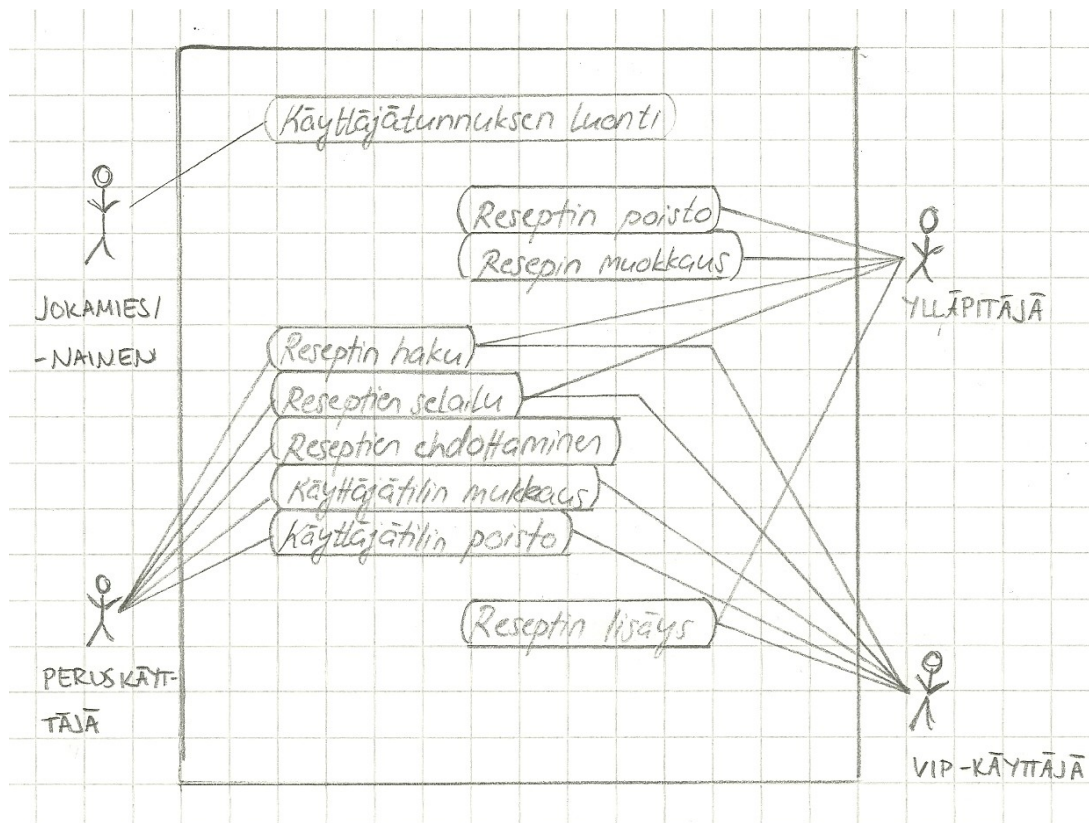 Käyttäjätunnuksen luonti
Reseptin poisto
Resepin muokkaus
YLLÄPITÄJÄ
JOKAMIES/
-NAINEN
Reseptin haku
Reseptien selailu
Reseptien ehdottaminen
Käyttäjätilin mukkaus
Käyttäjätilin poisto
Reseptin lisäys
PERUSKÄYT-
TÄJÄ
VIP-KÄYTTÄJÄ